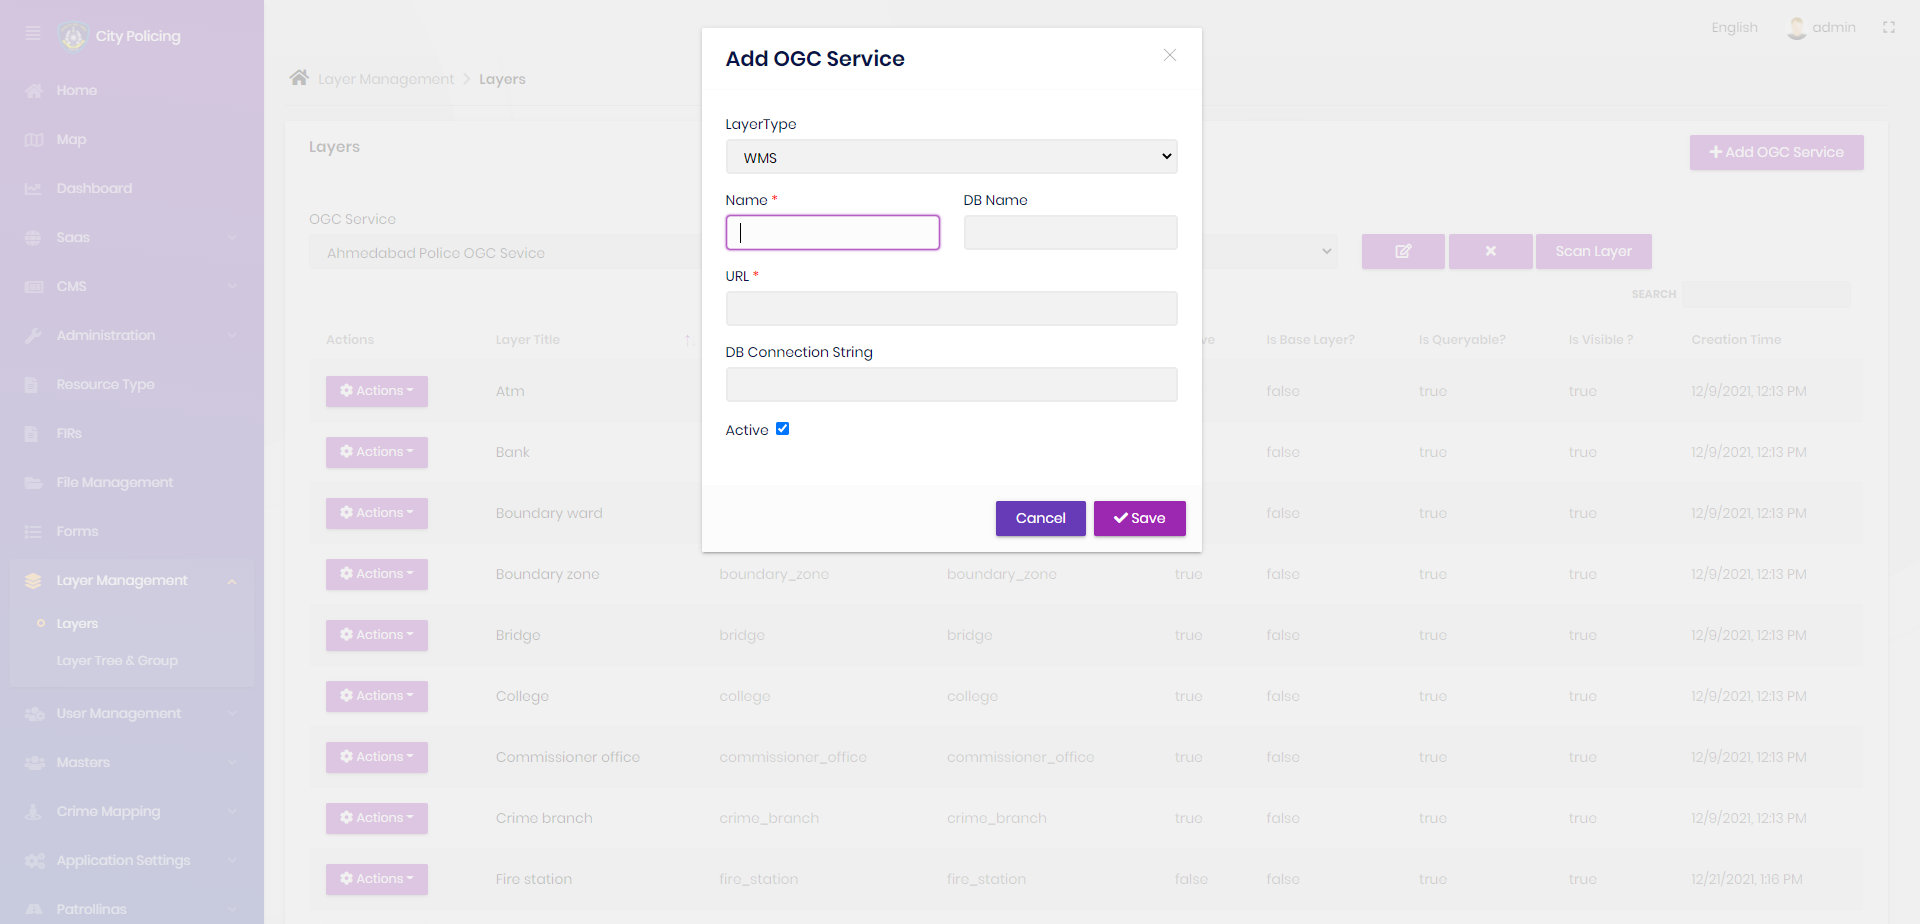 City Policing
Home
Map
Dashboard
Saas
CMS
Administration
Resource Type
FIRs
File Management
Forms
Layer Management
Layers
Layer Tree & Group
User Management
Masters
Crime Mapping
Application Settings
Patrollings
English
admin
Layer Management > Layers
Layers
Add OGC Service
OGC Service
Ahmedabad Police OGC Sevice
Scan Layer
SEARCH
Add OGC Service
LayerType
WMS
Name * DB Name
URL *
DB Connection String
Active
Cancel Save
Actions Layer Title Is Base Layer? Is Queryable? Is Visible ? Creation Time
Actions Atm false true true 12/9/2021, 12:13 PM
Actions Bank false true true 12/9/2021, 12:13 PM
Actions Boundary ward false true true 12/9/2021, 12:13 PM
Actions Boundary zone boundary_zone boundary_zone true false true true 12/9/2021, 12:13 PM
Actions Bridge bridge bridge true false true true 12/9/2021, 12:13 PM
Actions College college college true false true true 12/9/2021, 12:13 PM
Actions Commissioner office commissioner_office commissioner_office true false true true 12/9/2021, 12:13 PM
Actions Crime branch crime_branch crime_branch true false true true 12/9/2021, 12:13 PM
Actions Fire station fire_station fire_station false false true true 12/21/2021, 1:16 PM